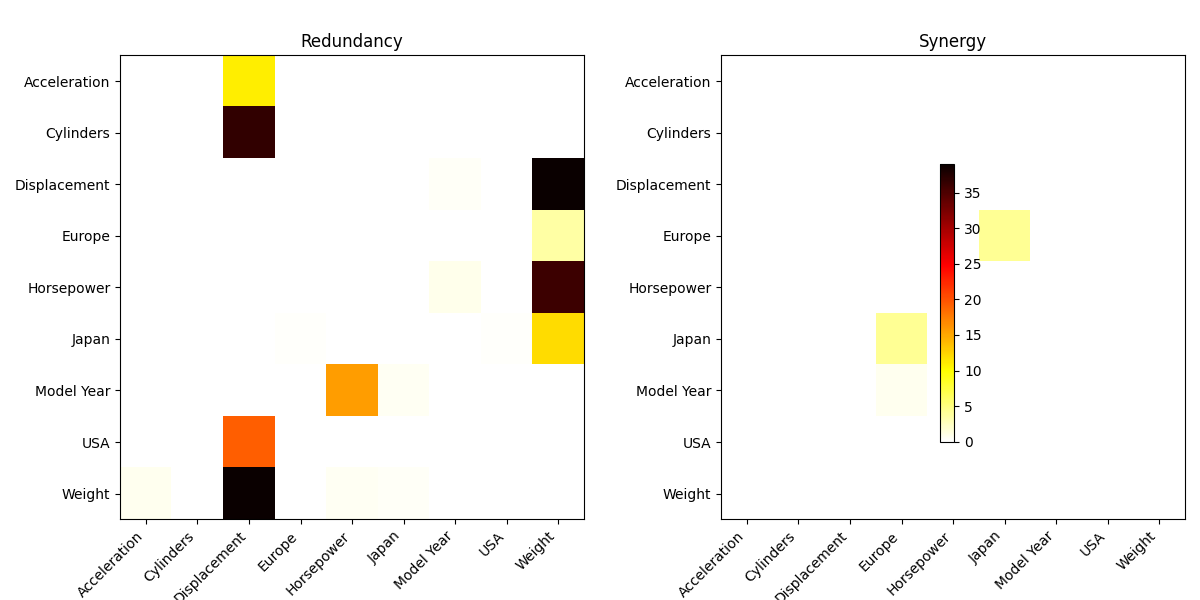 Redundancy
Acceleration
Cylinders
Displacement
Europe
Horsepower
Japan
Model Year
USA
Weight
Acceleration
Cylinders
Displacement
Europe
Horsepower
Japan
Model Year
USA
Weight
Synergy
Acceleration
Cylinders
Displacement
Europe
Horsepower
Japan
Model Year
USA
Weight
Acceleration
Cylinders
Displacement
Europe
Horsepower
Japan
Model Year
USA
Weight
35
30
25
20
15
10
5
0